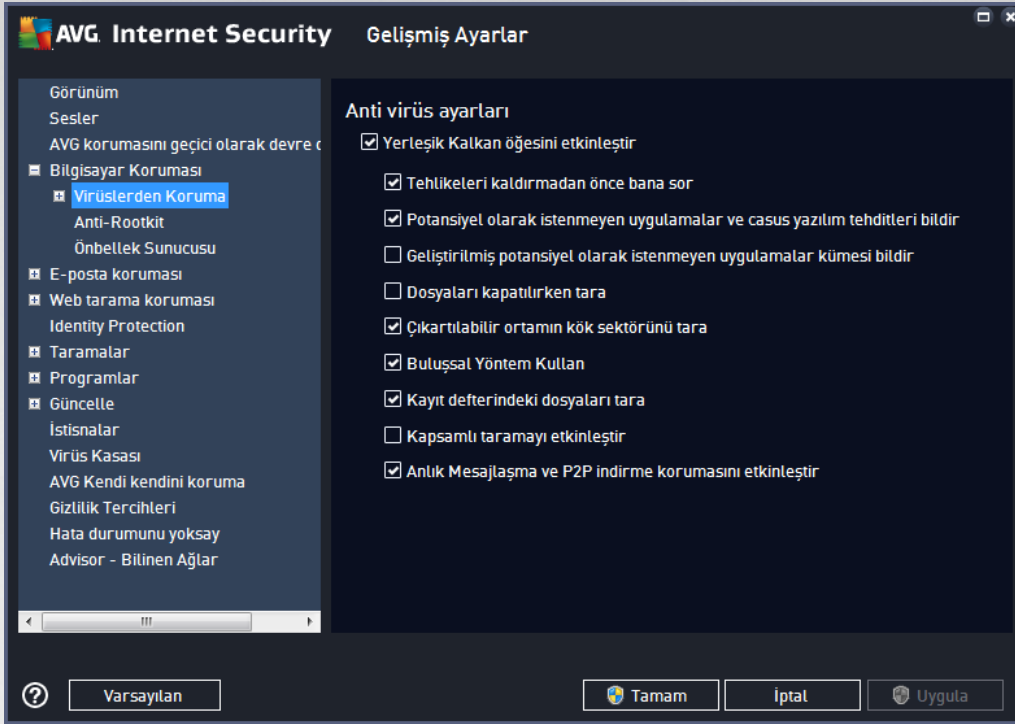 AVG. Internet Security Gelişmiş Ayarlar
Görünüm
Sesler
AVG korumasını geçici olarak devre
Bilgisayar Koruması
Virüslerden Koruma
Anti-Rootkit
Önbellek Sunucusu
E-posta koruması
Web tarama koruması
Identity Protection
Taramalar
Programlar
Güncelle
İstisnalar
Virüs Kasası
AVG Kendi kendini koruma
Gizlilik Tercihleri
Hata durumunu yoksay
Advisor - Bilinen Ağlar
Anti virüs ayarları
Yerleşik Kalkan öğesini etkinleştir
Tehlikeleri kaldırmadan önce bana sor
Potansiyel olarak istenmeyen uygulamalar ve casus yazılım tehditleri bildir
Geliştirilmiş potansiyel olarak istenmeyen uygulamalar kümesi bildir
Dosyaları kapatılırken tara
Çıkartılabilir ortamın kök sektörünü tara
Buluşsal Yöntem Kullan
Kayıt defterindeki dosyaları tara
Kapsamlı taramayı etkinleştir
Anlık Mesajlaşma ve P2P indirme korumasını etkinleştir
? Varsayılan Tamam İptal Uygula